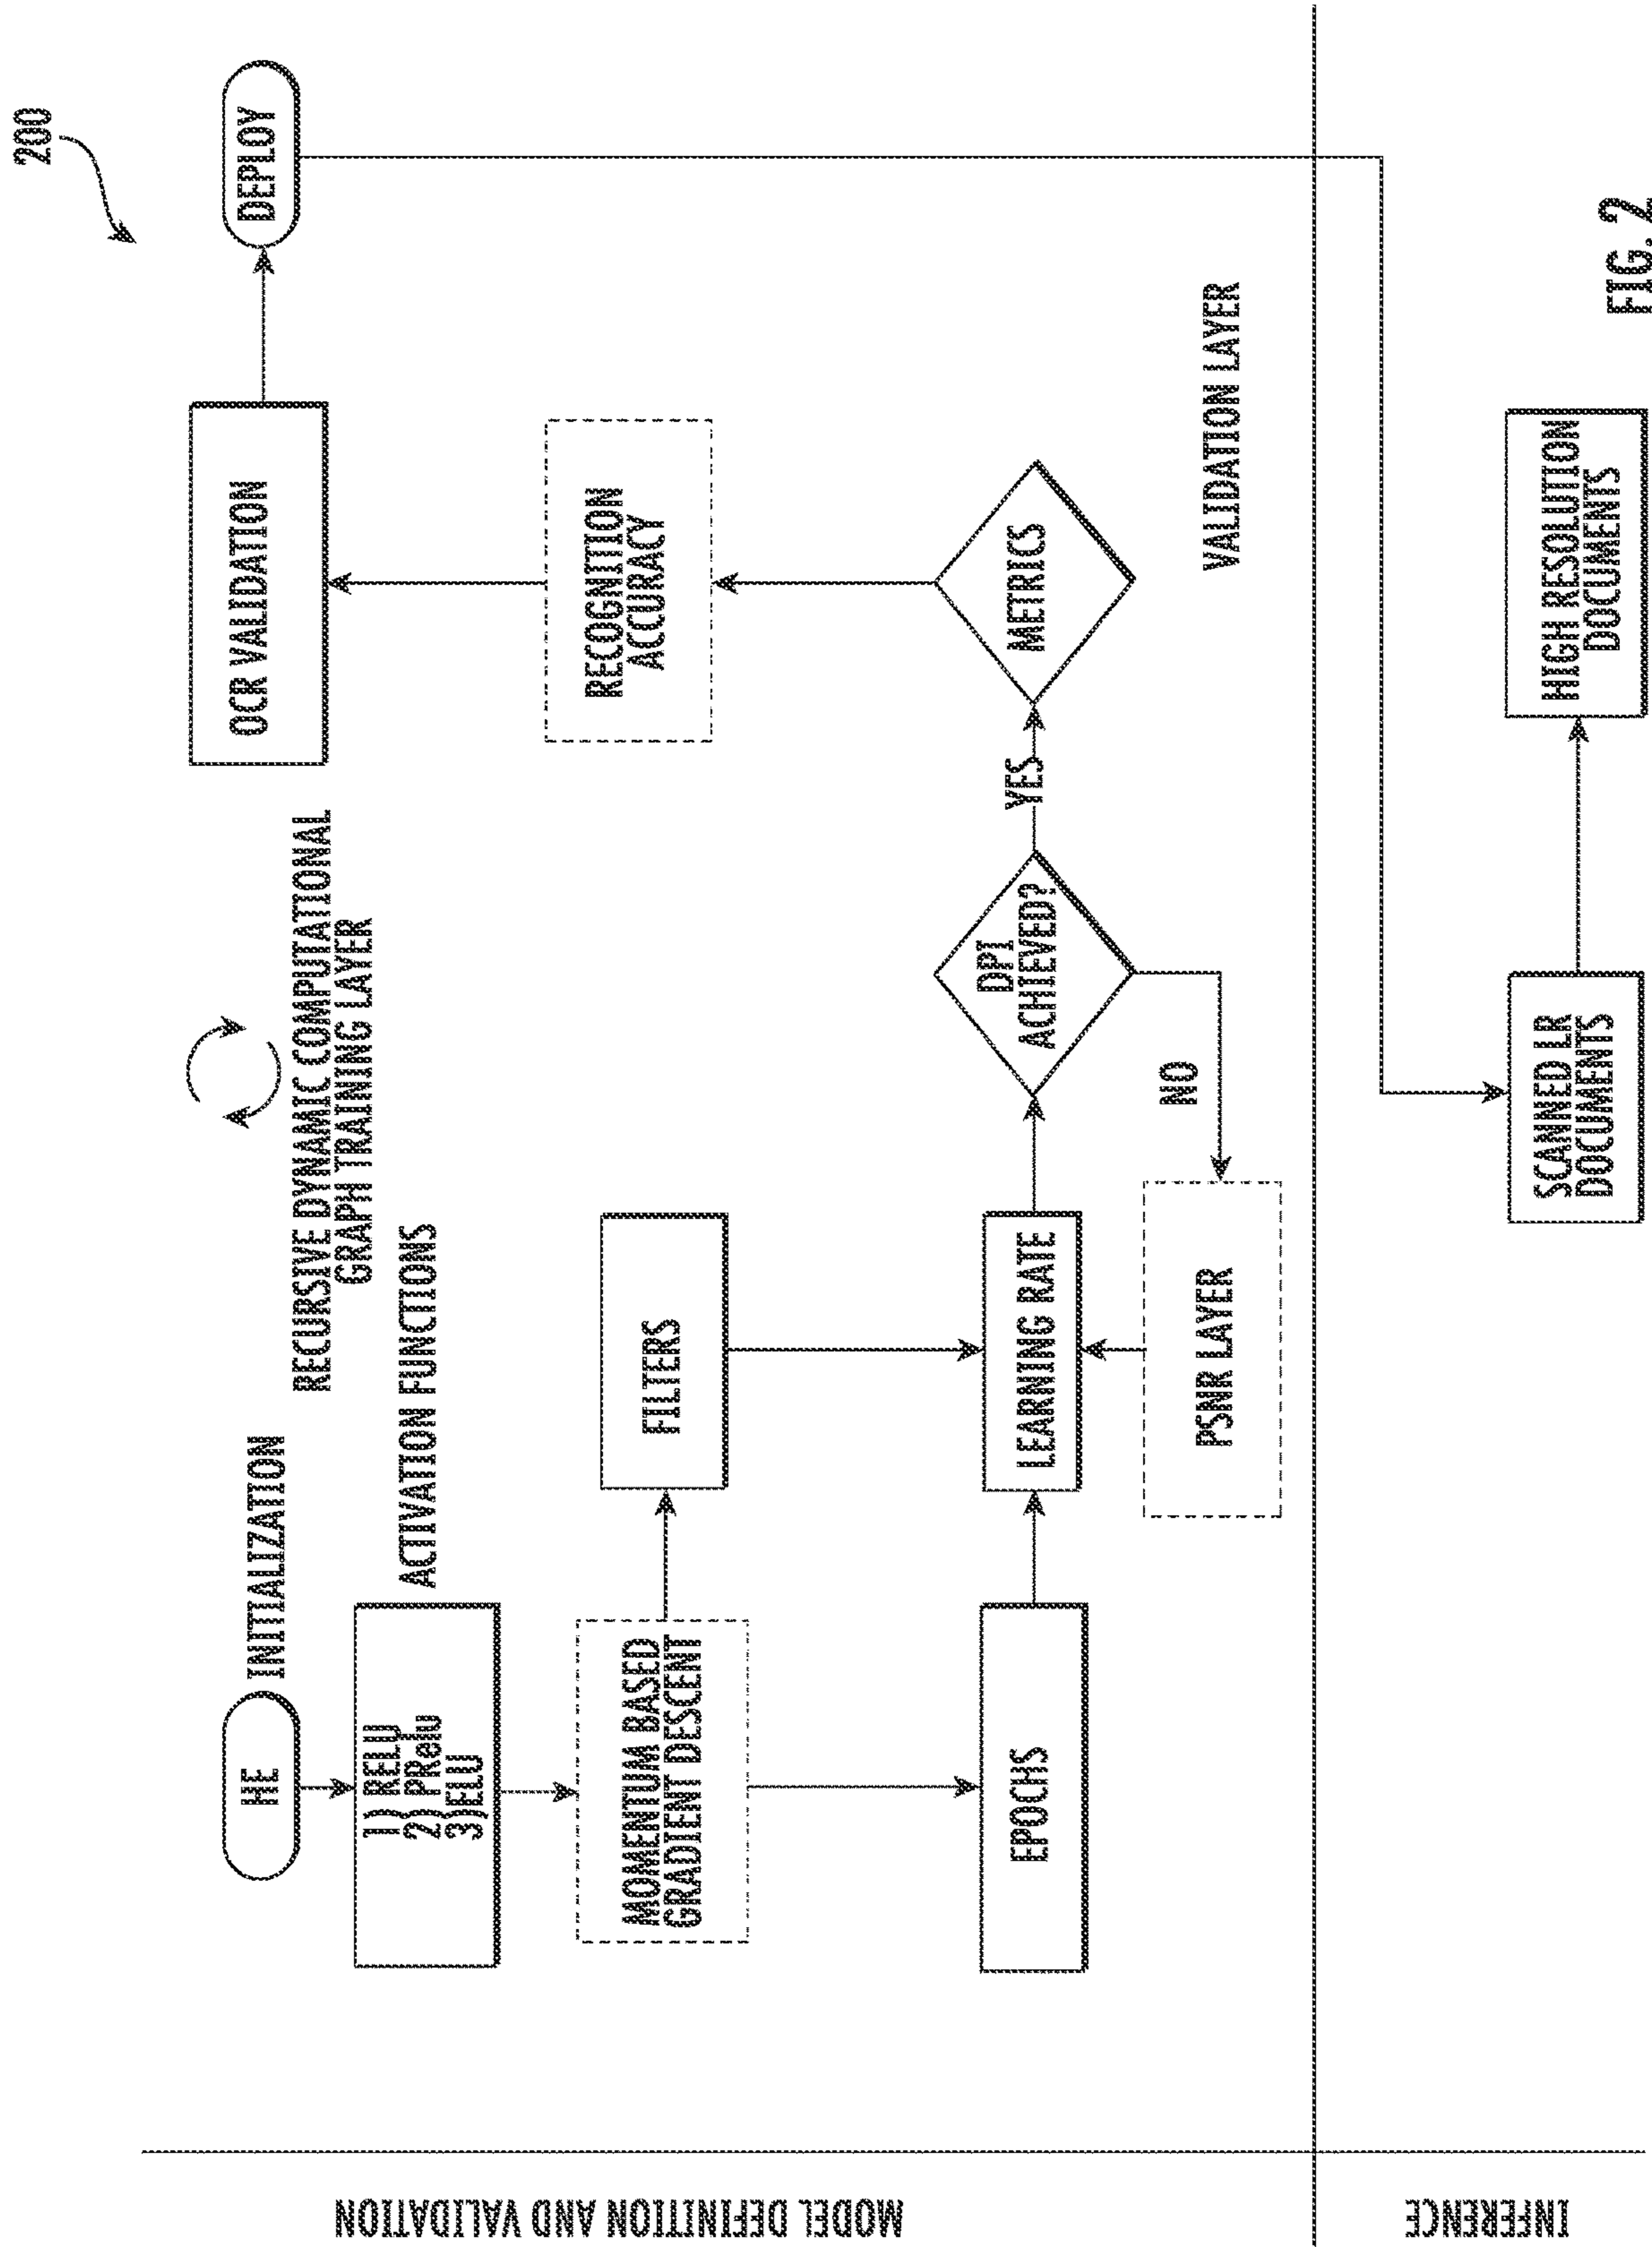 200
HE
INITIALIZATION
RECURSIVE DYNAMIC COMPUTATIONAL
GRAPH TRAINING LAYER
OCR VALIDATION
DEPLOY
1) RELU
2) PRelu
3)ELU
ACTIVATION FUNCTIONS
MOMENTUM BASED
GRADIENT DESCENT
FILTERS
RECOGNITION
ACCURACY
EPOCHS
LEARNING RATE
DPI
ACHIEVED?
YES
METRICS
NO
PSNR LAYER
VALIDATION LAYER
MODEL DEFINITION AND VALIDATION
SCANNED LR
DOCUMENTS
HIGH RESOLUTION
DOCUMENTS
INFERENCE
FIG. 2